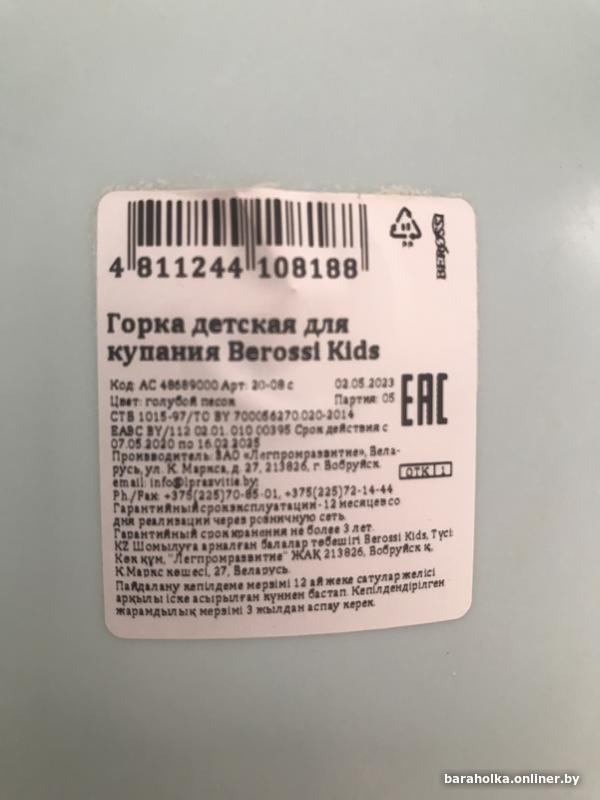 4 811244 108188
BEROSSI
PP
Горка детская для
купания Berossi Kids
Код: АС 48689000 Арт: 20-08 с 02.05.2023
Цвет: голубой песок Партия: 05
EAC
СТБ 1015-97/ТО BY 700056270.020-2014
ЕАЭС BY/112 02.01. 010 00395 Срок действия с
07.05.2020 по 16.02.2025
Производитель: ЗАО «Легпромразвитие», Бела-
русь, ул. К. Маркса, д. 27, 213826, г. Бобруйск
ОТК 1
email: info@lprazvitie.by
Ph./Fax: +375(225)70-85-01, +375(225)72-14-44
Гарантийный срок эксплуатации - 12 месяцев со
дня реализации через розничную сеть.
Гарантийный срок хранения не более 3 лет.
KZ Шомылуға арналған балалар төбешігі Berossi Kids, Түсі:
Көк құм, "Легпромразвитие" ЖАҚ 213826, Бобруйск қ,
К.Маркс көшесі, 27, Беларусь.
Пайдалану кепілдеме мерзімі 12 ай жеке сатулар желісі
арқылы іске асырылған күннен бастап. Кепілдендірілген
жарамдылық мерзімі 3 жылдан аспау керек.
baraholka.onliner.by